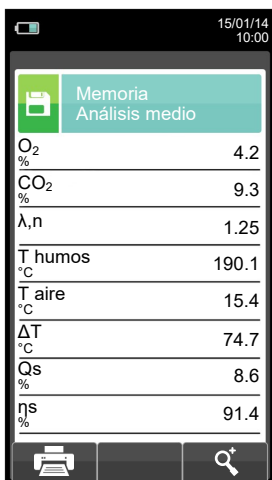 15/01/14
10:00
Memoria
Análisis medio
O2
%
4.2
CO2
%
9.3
λ,n
1.25
T humos
°C
190.1
T aire
°C
15.4
ΔT
°C
74.7
Qs
%
8.6
ηs
%
91.4